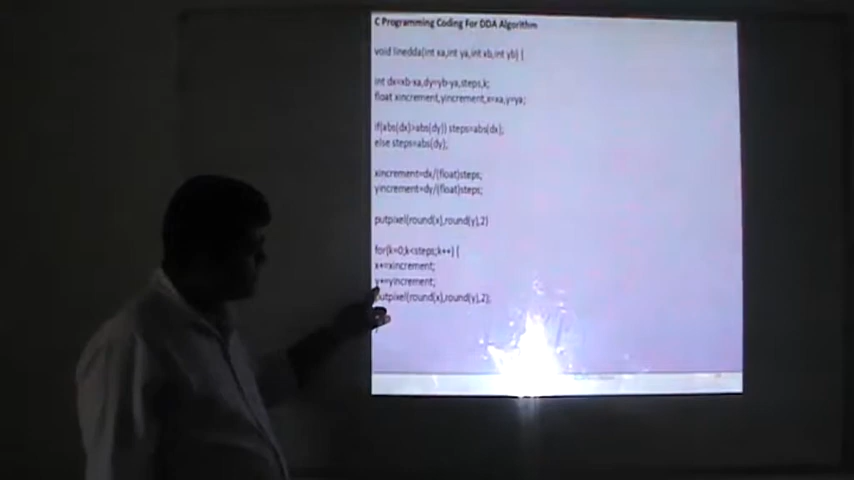 C Programming Coding For DDA Algorithm
void linedda(int xa,int ya,int xb,int yb) {
int dx=xb-xa,dy=yb-ya,steps,k;
float xincrement,yincrement,x=xa,y=ya;
if(abs(dx)>abs(dy)) steps=abs(dx);
else steps=abs(dy);
xincrement=dx/(float)steps;
yincrement=dy/(float)steps;
putpixel(round(x),round(y),2)
for(k=0;k<steps;k++) {
x+=xincrement;
y+=yincrement;
putpixel(round(x),round(y),2);